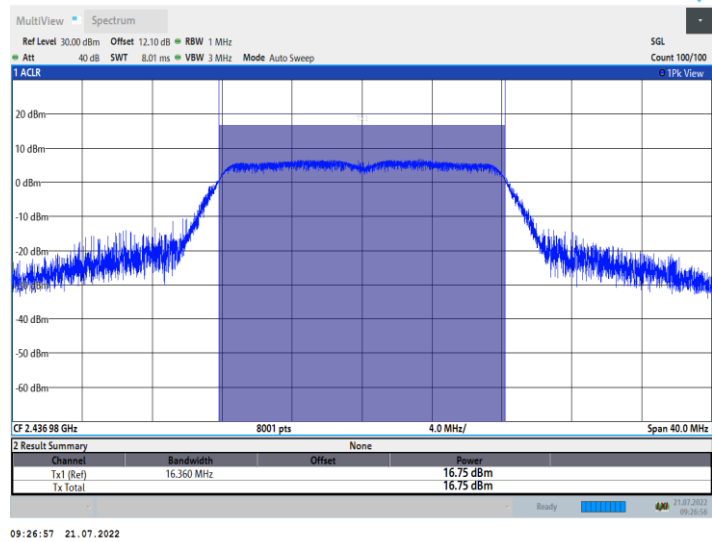 MultiView Spectrum
Ref Level 30.00 dBm Offset 12.10 dB RBW 1 MHz SGL
Att 40 dB SWT 8.01 ms VBW 3 MHz Mode Auto Sweep Count 100/100
1 ACLR 1Pk View
20 dBm
10 dBm
0 dBm
-10 dBm
-20 dBm
-30 dBm
-40 dBm
-50 dBm
-60 dBm
CF 2.436 98 GHz 8001 pts 4.0 MHz/ Span 40.0 MHz
2 Result Summary None
Channel Bandwidth Offset Power
Tx1 (Ref) 16.360 MHz 16.75 dBm
Tx Total 16.75 dBm
Ready 21.07.2022
09:26:56
09:26:57 21.07.2022